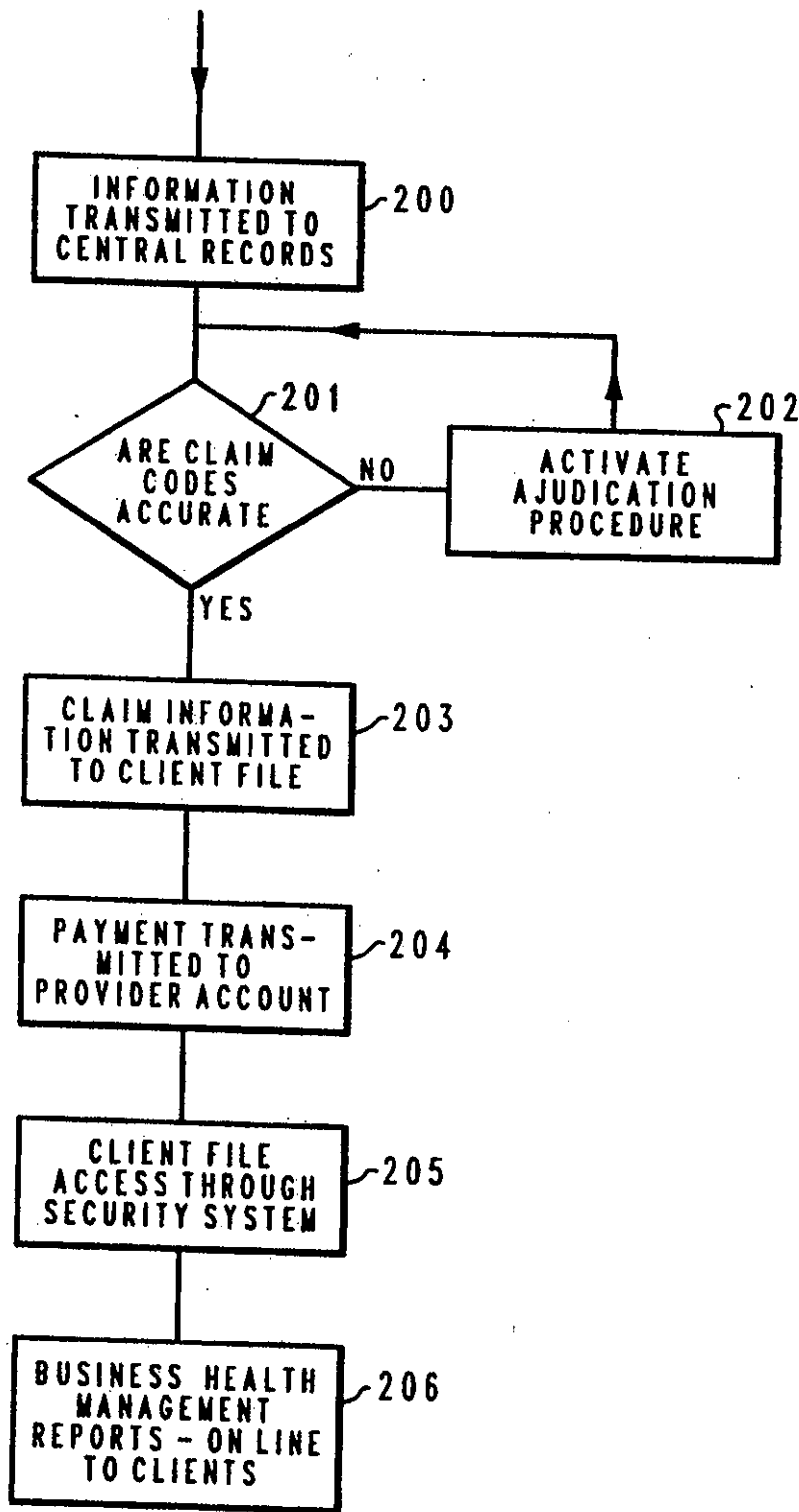 INFORMATION
TRANSMITTED TO
CENTRAL RECORDS
200
201
ARE CLAIM
CODES
ACCURATE
NO
202
ACTIVATE
AJUDICATION
PROCEDURE
YES
CLAIM INFORMA-
TION TRANSMITTED
TO CLIENT FILE
203
PAYMENT TRANS-
MITTED TO
PROVIDER ACCOUNT
204
CLIENT FILE
ACCESS THROUGH
SECURITY SYSTEM
205
BUSINESS HEALTH
MANAGEMENT
REPORTS - ON LINE
TO CLIENTS
206